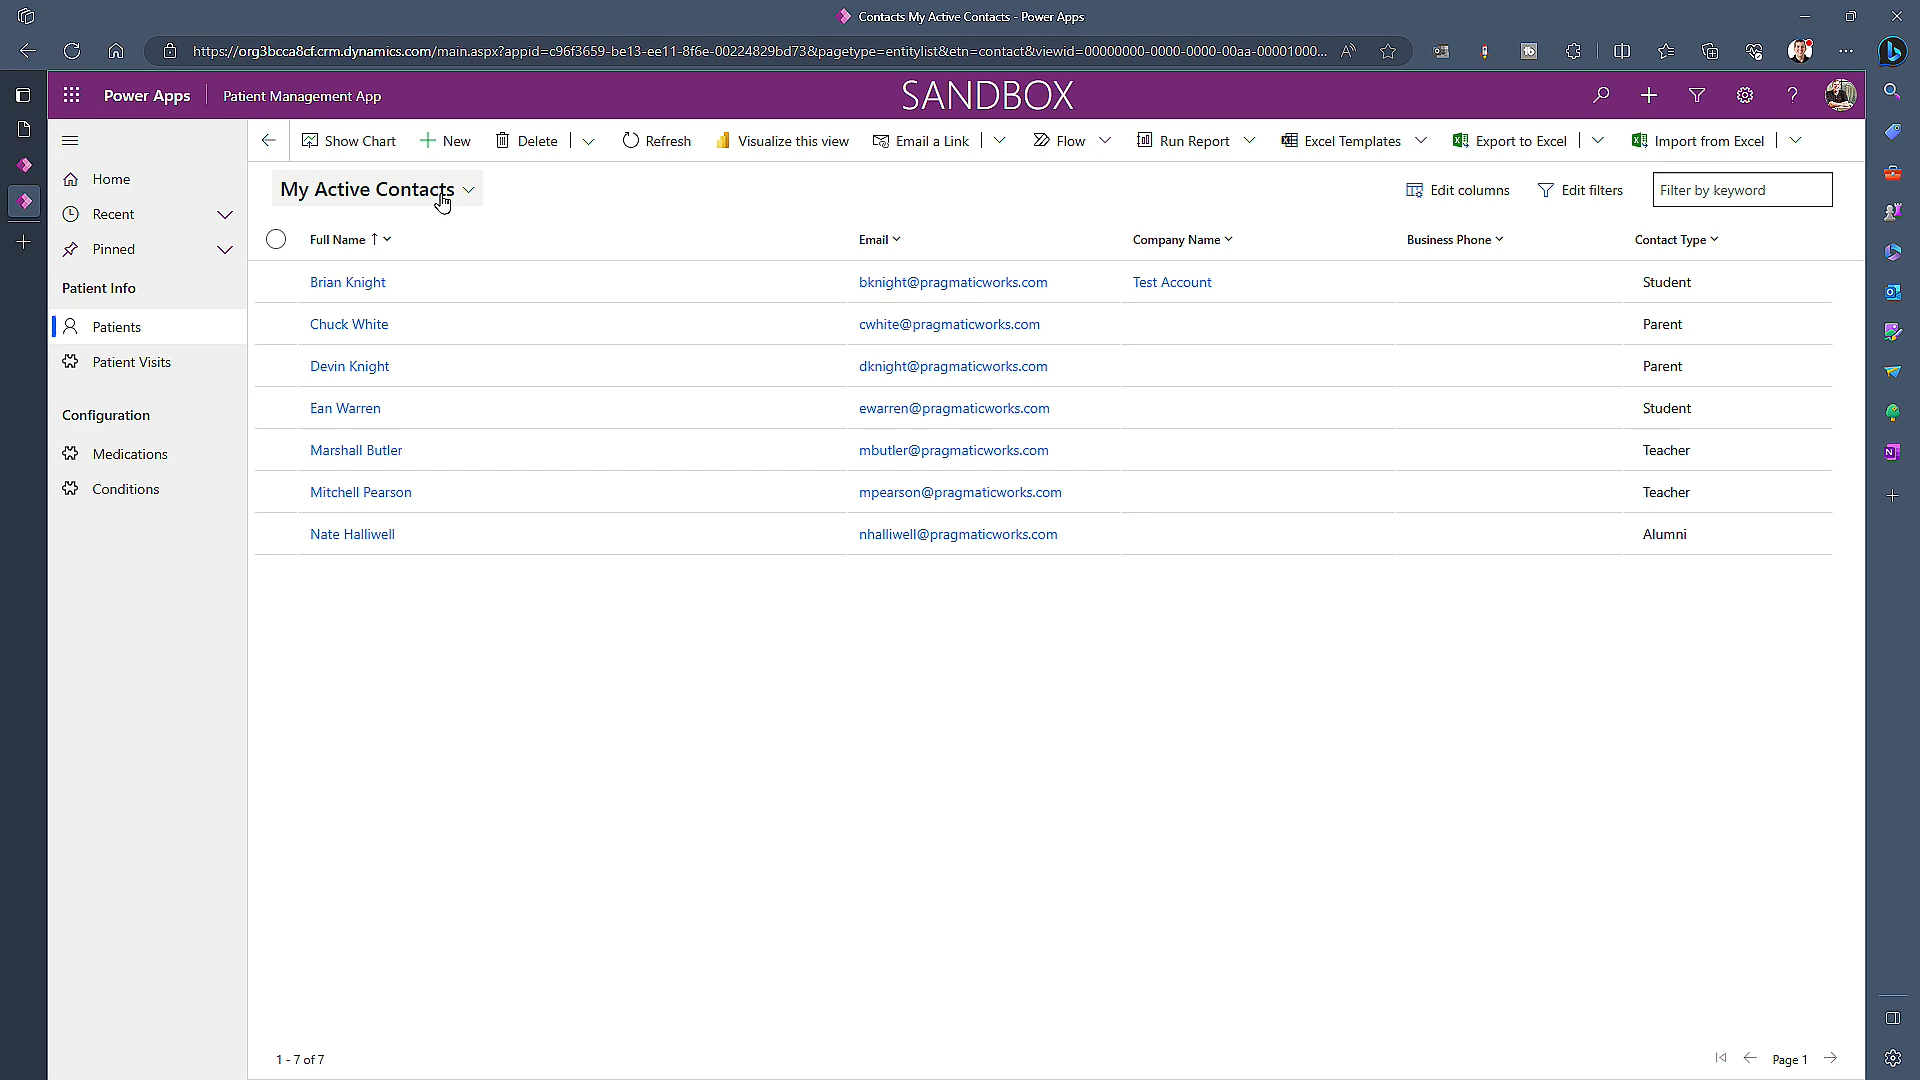 Contacts My Active Contacts - Power Apps
https://org3bcca8cf.crm.dynamics.com/main.aspx?appid=c96f3659-be13-ee11-8f6e-00224829bd73&pagetype=entitylist&etn=contact&viewid=00000000-0000-0000-00aa-00001000...
Power Apps
Patient Management App
SANDBOX
Show Chart
New
Delete
Refresh
Visualize this view
Email a Link
Flow
Run Report
Excel Templates
Export to Excel
Import from Excel
Home
Recent
Pinned
Patient Info
Patients
Patient Visits
Configuration
Medications
Conditions
My Active Contacts
Edit columns
Edit filters
Filter by keyword
Full Name Email Company Name Business Phone Contact Type
Brian Knight bknight@pragmaticworks.com Test Account Student
Chuck White cwhite@pragmaticworks.com Parent
Devin Knight dknight@pragmaticworks.com Parent
Ean Warren ewarren@pragmaticworks.com Student
Marshall Butler mbutler@pragmaticworks.com Teacher
Mitchell Pearson mpearson@pragmaticworks.com Teacher
Nate Halliwell nhalliwell@pragmaticworks.com Alumni
1 - 7 of 7
Page 1